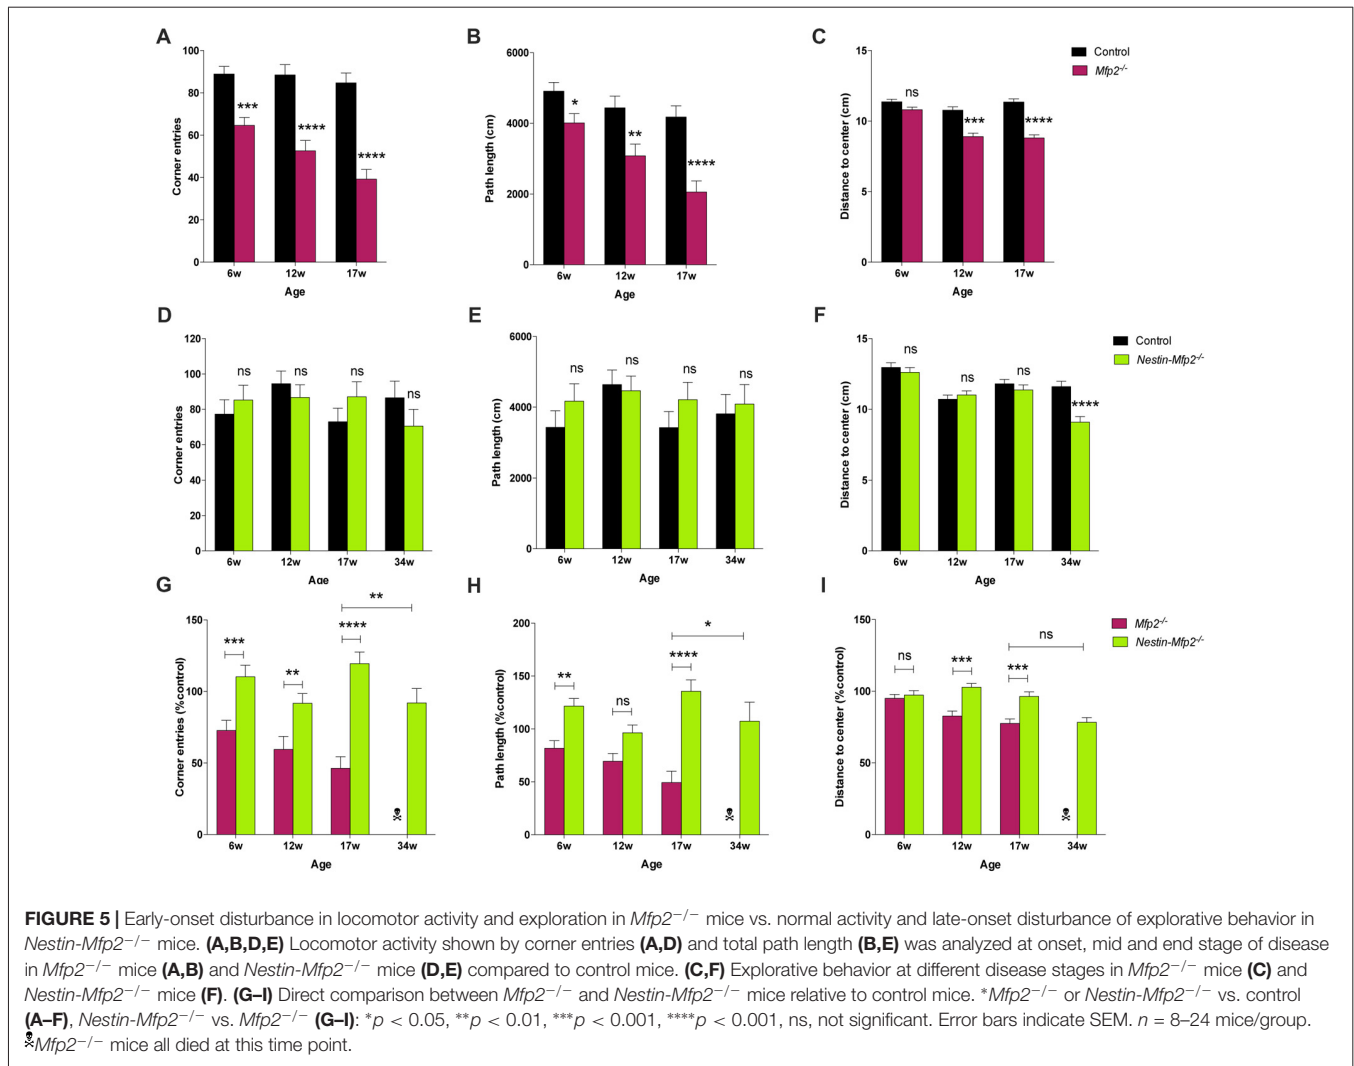 A
B
C
Control
Mfp2-/-
100
80
60
40
20
0
Corner entries
***
****
****
6w 12w 17w
Age
6000
4000
2000
0
Path length (cm)
*
**
****
6w 12w 17w
Age
15
10
5
0
Distance to center (cm)
ns
***
****
6w 12w 17w
Age
D
E
F
Control
Nestin-Mfp2-/-
120
100
80
60
40
20
0
Corner entries
ns ns ns ns
6w 12w 17w 34w
Age
6000
4000
2000
0
Path length (cm)
ns ns ns ns
6w 12w 17w 34w
Age
15
10
5
0
Distance to center (cm)
ns ns ns ****
6w 12w 17w 34w
Age
G
H
I
Mfp2-/-
Nestin-Mfp2-/-
150
100
50
0
Corner entries (%control)
*** ** **** **
6w 12w 17w 34w
Age
200
150
100
50
0
Path length (%control)
** ns **** *
6w 12w 17w 34w
Age
150
100
50
0
Distance to center (%control)
ns *** *** ns
6w 12w 17w 34w
Age
FIGURE 5 | Early-onset disturbance in locomotor activity and exploration in Mfp2−/− mice vs. normal activity and late-onset disturbance of explorative behavior in
Nestin-Mfp2−/− mice. (A,B,D,E) Locomotor activity shown by corner entries (A,D) and total path length (B,E) was analyzed at onset, mid and end stage of disease
in Mfp2−/− mice (A,B) and Nestin-Mfp2−/− mice (D,E) compared to control mice. (C,F) Explorative behavior at different disease stages in Mfp2−/− mice (C) and
Nestin-Mfp2−/− mice (F). (G–I) Direct comparison between Mfp2−/− and Nestin-Mfp2−/− mice relative to control mice. *Mfp2−/− or Nestin-Mfp2−/− vs. control
(A–F), Nestin-Mfp2−/− vs. Mfp2−/− (G–I): *p < 0.05, **p < 0.01, ***p < 0.001, ****p < 0.001, ns, not significant. Error bars indicate SEM. n = 8–24 mice/group.
☠Mfp2−/− mice all died at this time point.